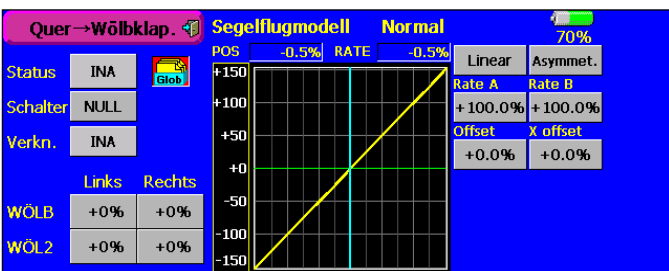 Quer→Wölbklap.
Segelflugmodell Normal
70%
POS -0.5% RATE -0.5%
Status INA Glob
Schalter NULL
Verkn. INA
Links Rechts
WÖLB +0% +0%
WÖL2 +0% +0%
+150
+100
+50
+0
-50
-100
-150
Linear Asymmet.
Rate A Rate B
+100.0% +100.0%
Offset X offset
+0.0% +0.0%